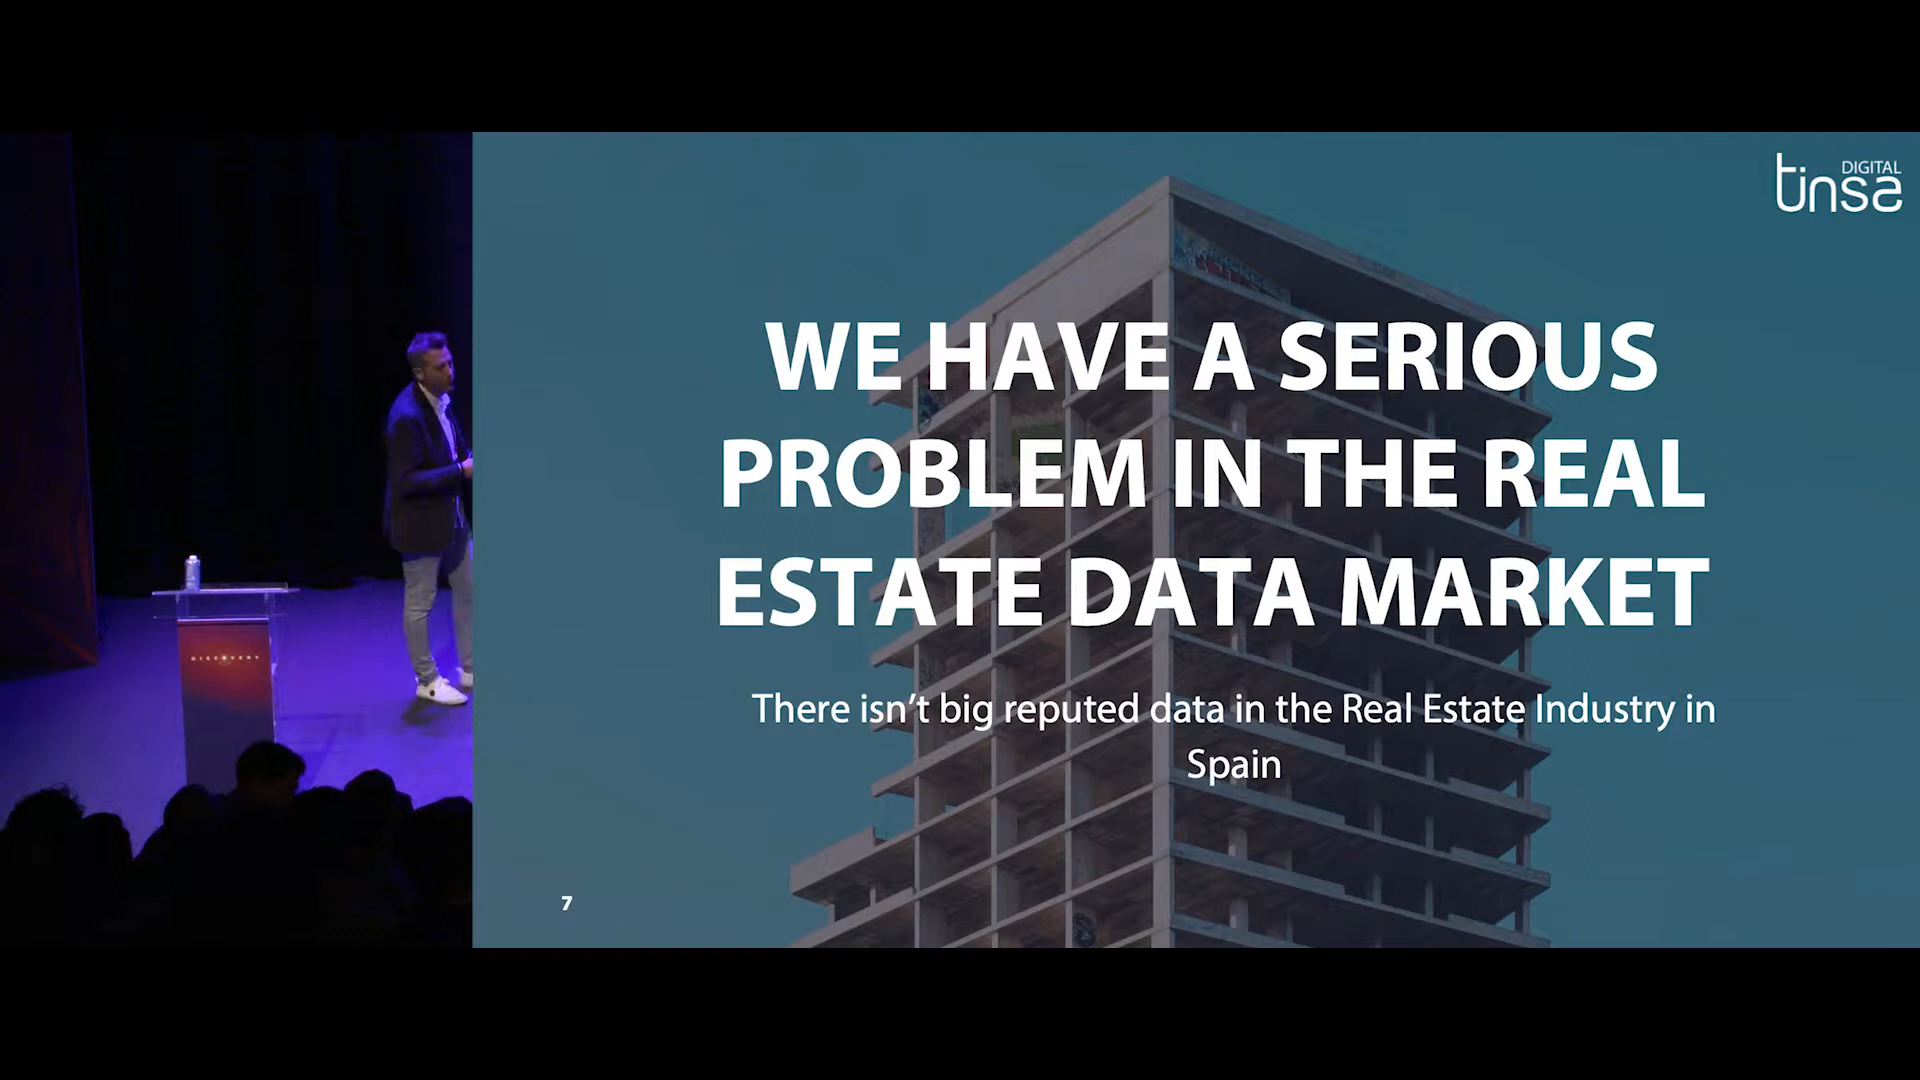 DIGITAL
tinsa
WE HAVE A SERIOUS
PROBLEM IN THE REAL
ESTATE DATA MARKET
There isn't big reputed data in the Real Estate Industry in
Spain
7
DISCOVERY